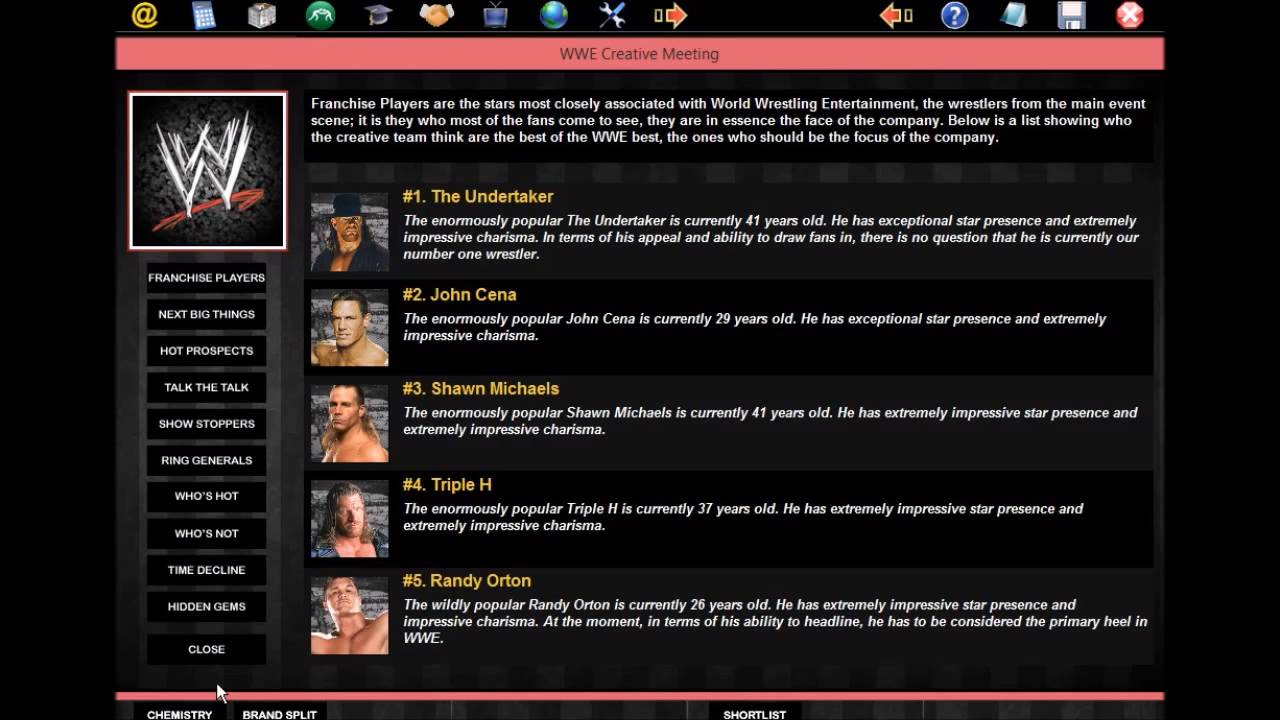 WWE Creative Meeting
Franchise Players are the stars most closely associated with World Wrestling Entertainment, the wrestlers from the main event
scene; it is they who most of the fans come to see, they are in essence the face of the company. Below is a list showing who
the creative team think are the best of the WWE best, the ones who should be the focus of the company.
FRANCHISE PLAYERS
NEXT BIG THINGS
HOT PROSPECTS
TALK THE TALK
SHOW STOPPERS
RING GENERALS
WHO'S HOT
WHO'S NOT
TIME DECLINE
HIDDEN GEMS
CLOSE
#1. The Undertaker
The enormously popular The Undertaker is currently 41 years old. He has exceptional star presence and extremely
impressive charisma. In terms of his appeal and ability to draw fans in, there is no question that he is currently our
number one wrestler.
#2. John Cena
The enormously popular John Cena is currently 29 years old. He has exceptional star presence and extremely
impressive charisma.
#3. Shawn Michaels
The enormously popular Shawn Michaels is currently 41 years old. He has extremely impressive star presence and
extremely impressive charisma.
#4. Triple H
The enormously popular Triple H is currently 37 years old. He has extremely impressive star presence and
extremely impressive charisma.
#5. Randy Orton
The wildly popular Randy Orton is currently 26 years old. He has extremely impressive star presence and
impressive charisma. At the moment, in terms of his ability to headline, he has to be considered the primary heel in
WWE.
CHEMISTRY
BRAND SPLIT
SHORTLIST